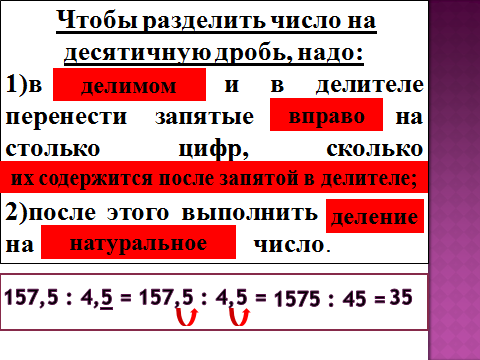 Чтобы разделить число на
десятичную дробь, надо:
1)в делимом и в делителе
перенести запятые вправо на
столько цифр, сколько
их содержится после запятой в делителе;
2)после этого выполнить деление
на натуральное число.
157,5 : 4,5 = 157,5 : 4,5 = 1575 : 45 = 35